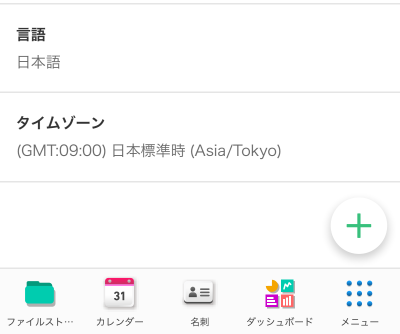 言語
日本語
タイムゾーン
(GMT:09:00) 日本標準時 (Asia/Tokyo)
31
ファイルスト… カレンダー 名刺 ダッシュボード メニュー